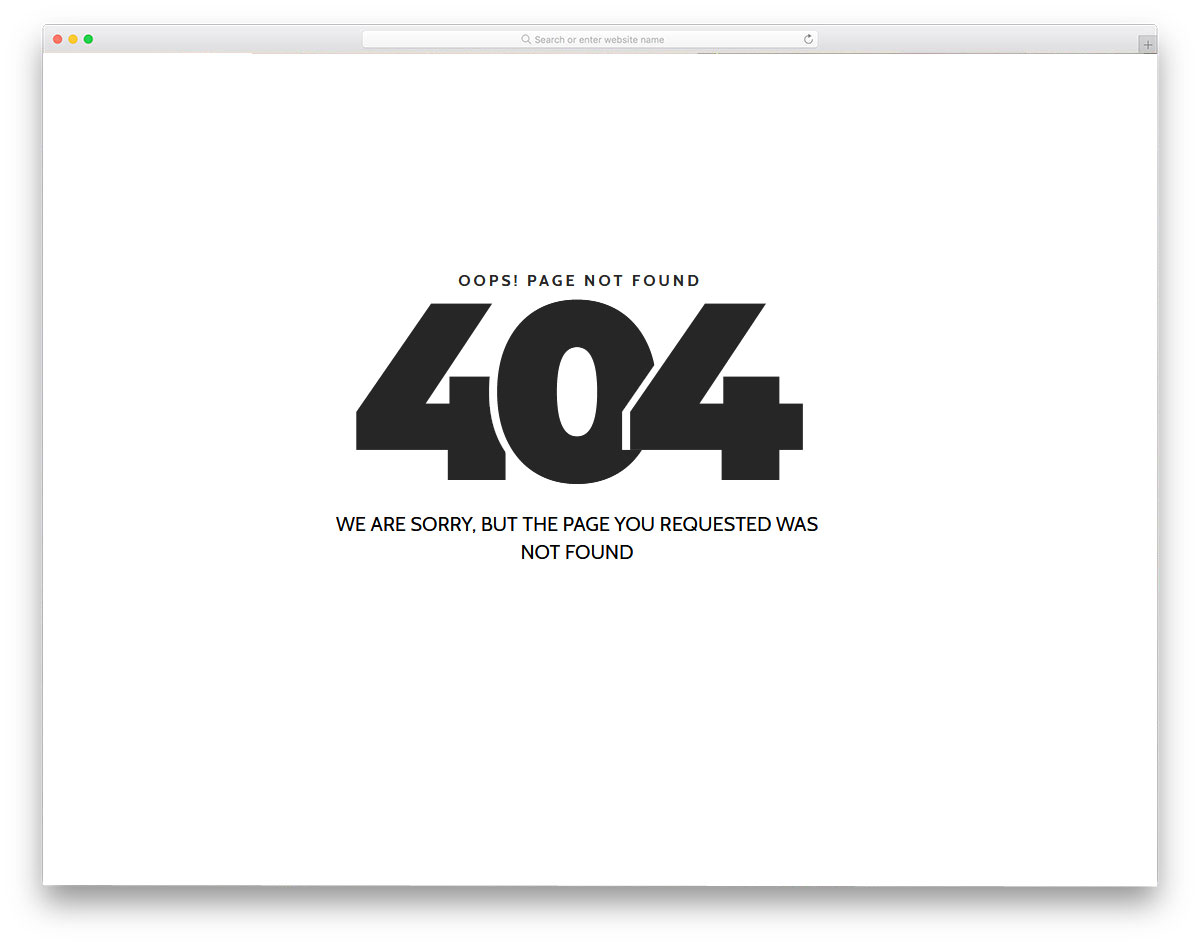 Search or enter website name
OOPS! PAGE NOT FOUND
404
WE ARE SORRY, BUT THE PAGE YOU REQUESTED WAS
NOT FOUND